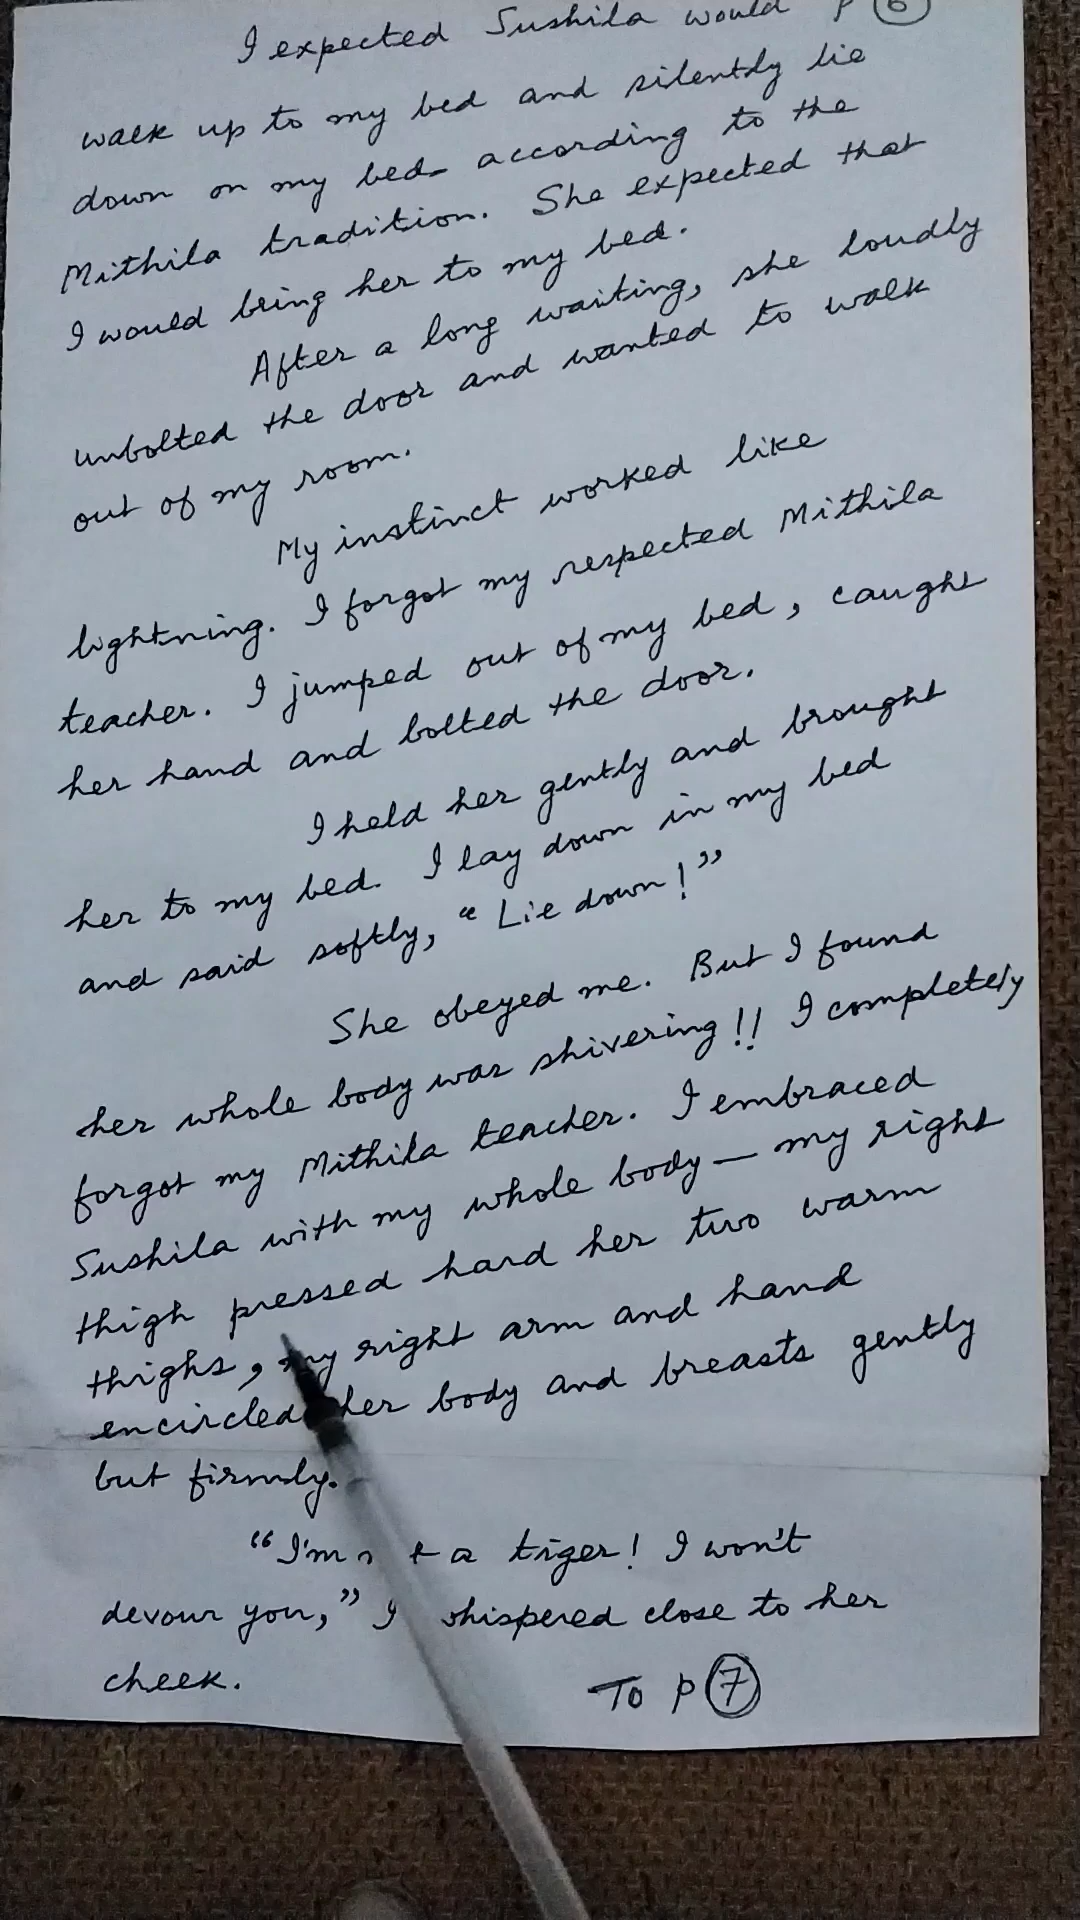 I expected Sushila would P 6
walk up to my bed and silently lie
down on my bed according to the
Mithila tradition. She expected that
I would bring her to my bed.
After a long waiting, she loudly
unbolted the door and wanted to walk
out of my room.
My instinct worked like
lightning. I forgot my respected Mithila
teacher. I jumped out of my bed, caught
her hand and bolted the door.
I held her gently and brought
her to my bed. I lay down in my bed
and said softly, "Lie down!"
She obeyed me. But I found
her whole body was shivering!! I completely
forgot my Mithila teacher. I embraced
Sushila with my whole body — my right
thigh pressed hard her two warm
thighs, my right arm and hand
encircled her body and breasts gently
but firmly.
"I'm a tiger! I won't
devour you," I whispered close to her
cheek.
To P 7